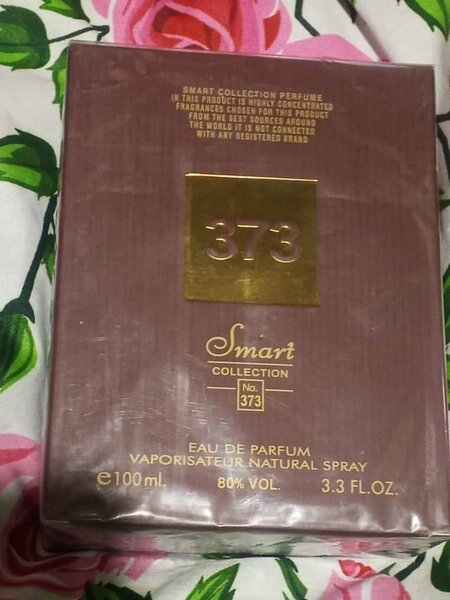 SMART COLLECTION PERFUME
IN THIS PRODUCT IS HIGHLY CONCENTRATED
FRAGRANCES CHOSEN FOR THIS PRODUCT
FROM THE BEST SOURCES AROUND
THE WORLD IT IS NOT CONNECTED
WITH ANY REGISTERED BRAND
373
Smart
COLLECTION
No.
373
EAU DE PARFUM
VAPORISATEUR NATURAL SPRAY
e100ml. 80% VOL. 3.3 FL.OZ.